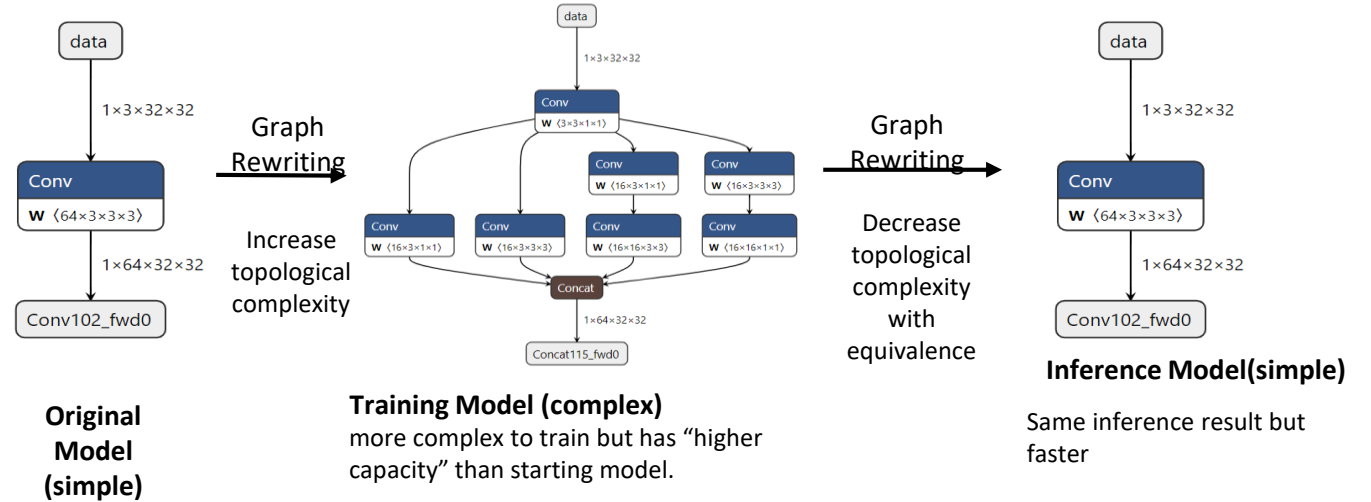 data
1×3×32×32
Conv
W ⟨64×3×3×3⟩
1×64×32×32
Conv102_fwd0
Original
Model
(simple)
Graph
Rewriting
Increase
topological
complexity
data
1×3×32×32
Conv
W ⟨3×3×1×1⟩
Conv
W ⟨16×3×1×1⟩
Conv
W ⟨16×3×3×3⟩
Conv
W ⟨16×3×1×1⟩
Conv
W ⟨16×3×3×3⟩
Conv
W ⟨16×16×3×3⟩
Conv
W ⟨16×16×1×1⟩
Concat
1×64×32×32
Concat115_fwd0
Training Model (complex)
more complex to train but has “higher
capacity” than starting model.
Graph
Rewriting
Decrease
topological
complexity
with
equivalence
data
1×3×32×32
Conv
W ⟨64×3×3×3⟩
1×64×32×32
Conv102_fwd0
Inference Model(simple)
Same inference result but
faster